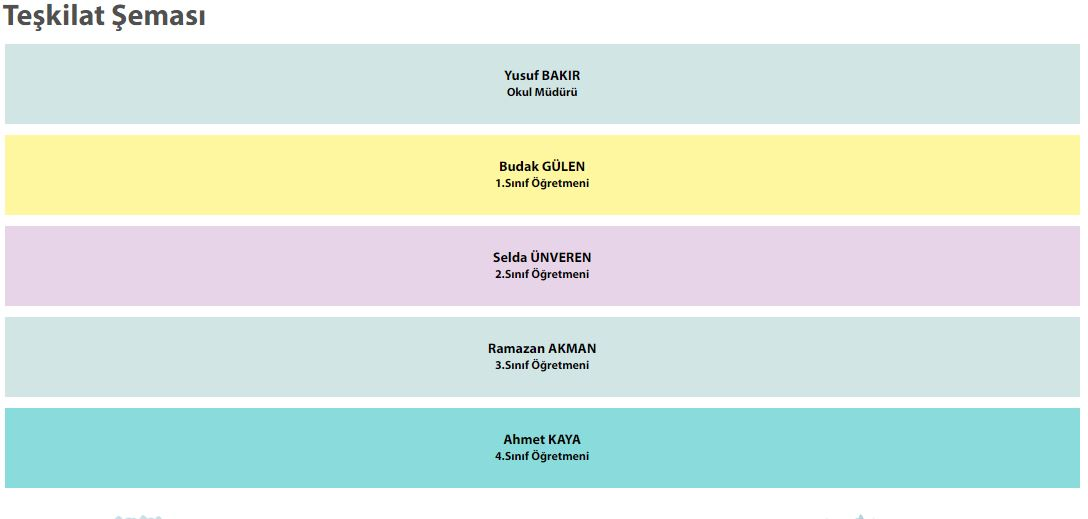 Teşkilat Şeması
Yusuf BAKIR
Okul Müdürü
Budak GÜLEN
1.Sınıf Öğretmeni
Selda ÜNVEREN
2.Sınıf Öğretmeni
Ramazan AKMAN
3.Sınıf Öğretmeni
Ahmet KAYA
4.Sınıf Öğretmeni